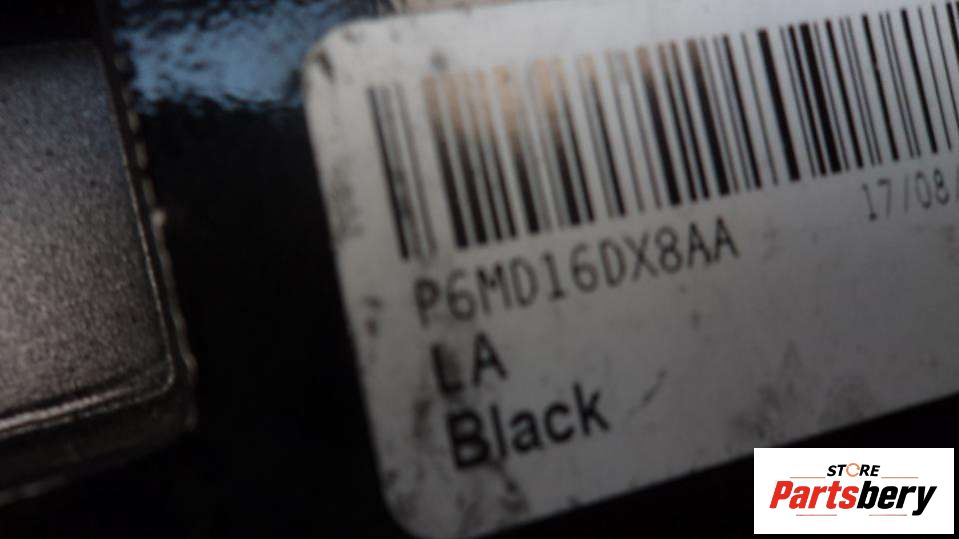 17/08/
P6MD16DX8AA
LA
Black
STORE
Partsbery